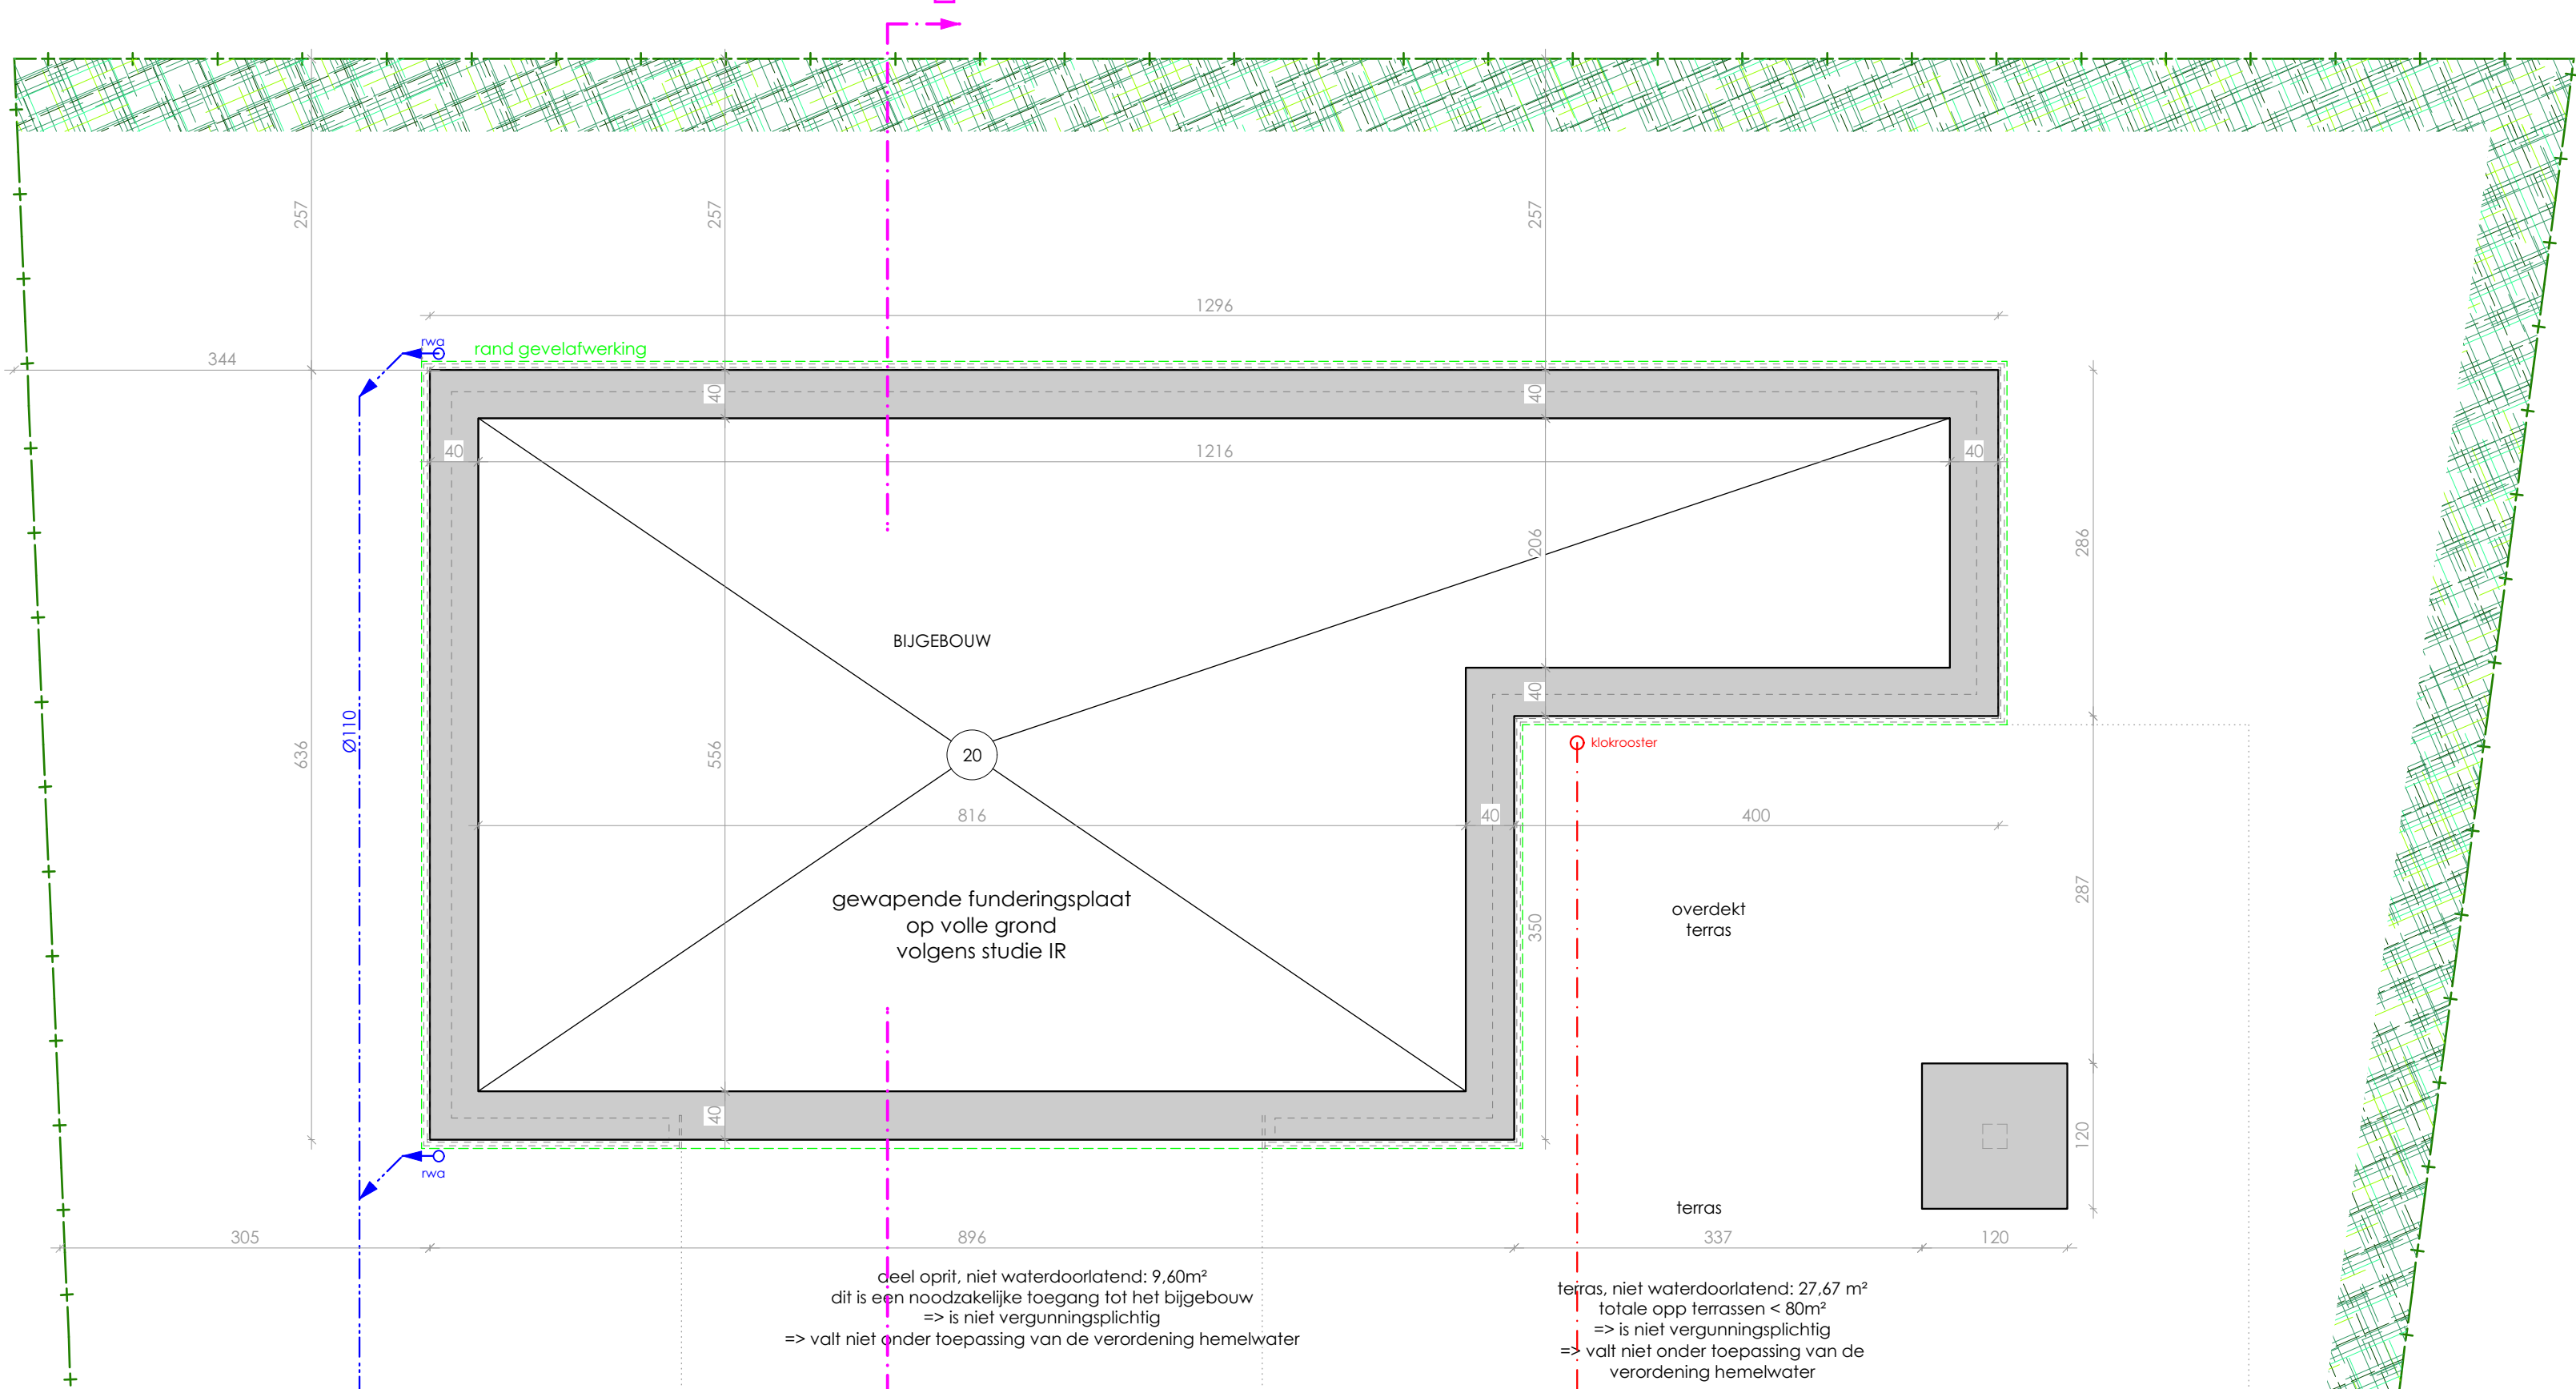 257
257
257
1296
rwa
rand gevelafwerking
344
40
40
40
1216
40
206
286
BIJGEBOUW
40
Ø110
636
556
20
klokrooster
816
40
400
287
gewapende funderingsplaat
op volle grond
volgens studie IR
350
overdekt
terras
40
120
rwa
terras
305
896
337
120
deel oprit, niet waterdoorlatend: 9,60m²
dit is een noodzakelijke toegang tot het bijgebouw
=> is niet vergunningsplichtig
=> valt niet onder toepassing van de verordening hemelwater
terras, niet waterdoorlatend: 27,67 m²
totale opp terrassen < 80m²
=> is niet vergunningsplichtig
=> valt niet onder toepassing van de
verordening hemelwater